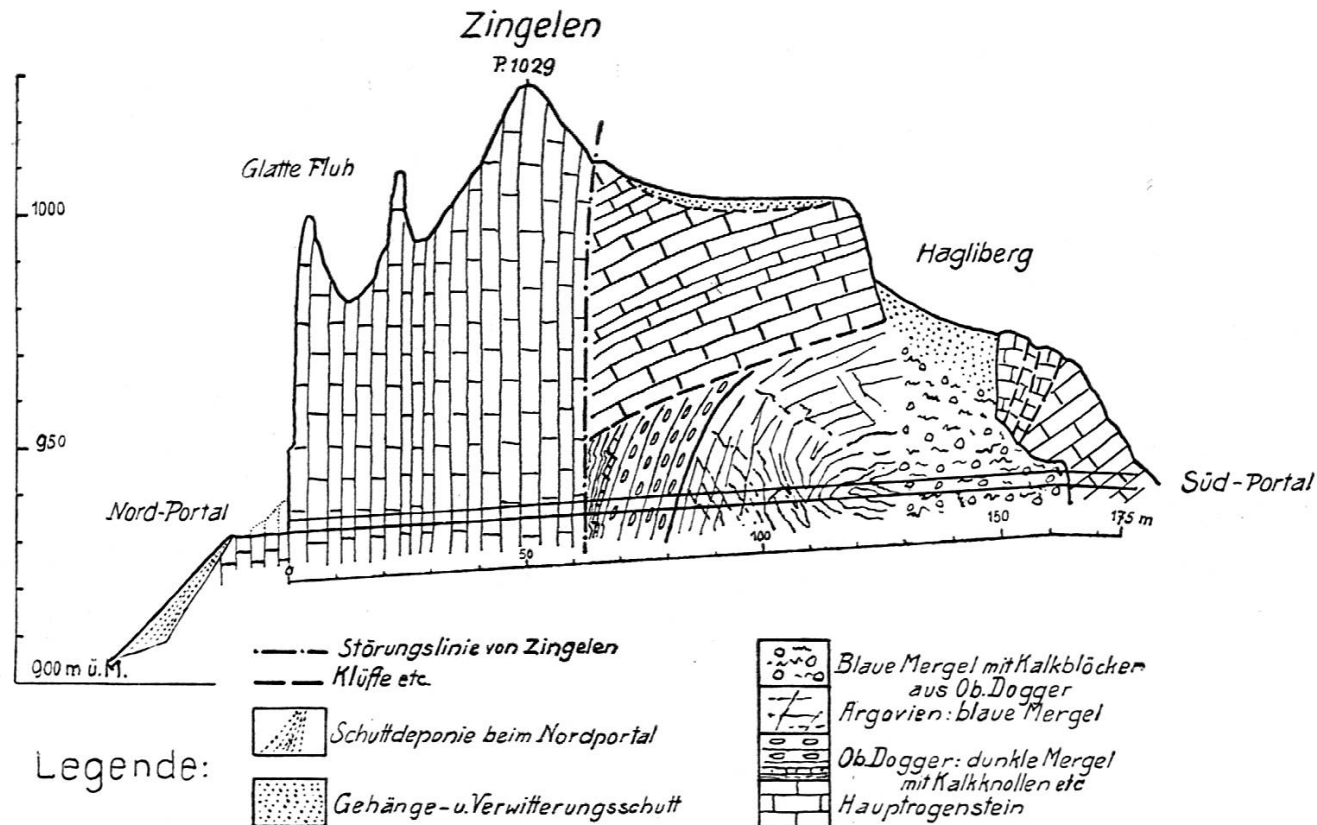 Zingelen
P. 1029
Glatte Fluh
1000
Hagliberg
950
Süd-Portal
Nord-Portal
0
50
100
150
175 m
900 m ü.M.
Störungslinie von Zingelen
Klüfte etc.
Schuttdeponie beim Nordportal
Legende:
Gehänge-u. Verwitterungsschutt
Blaue Mergel mit Kalkblöcken
aus Ob. Dogger
Argovien: blaue Mergel
Ob. Dogger: dunkle Mergel
mit Kalkknollen etc
Hauptrogenstein